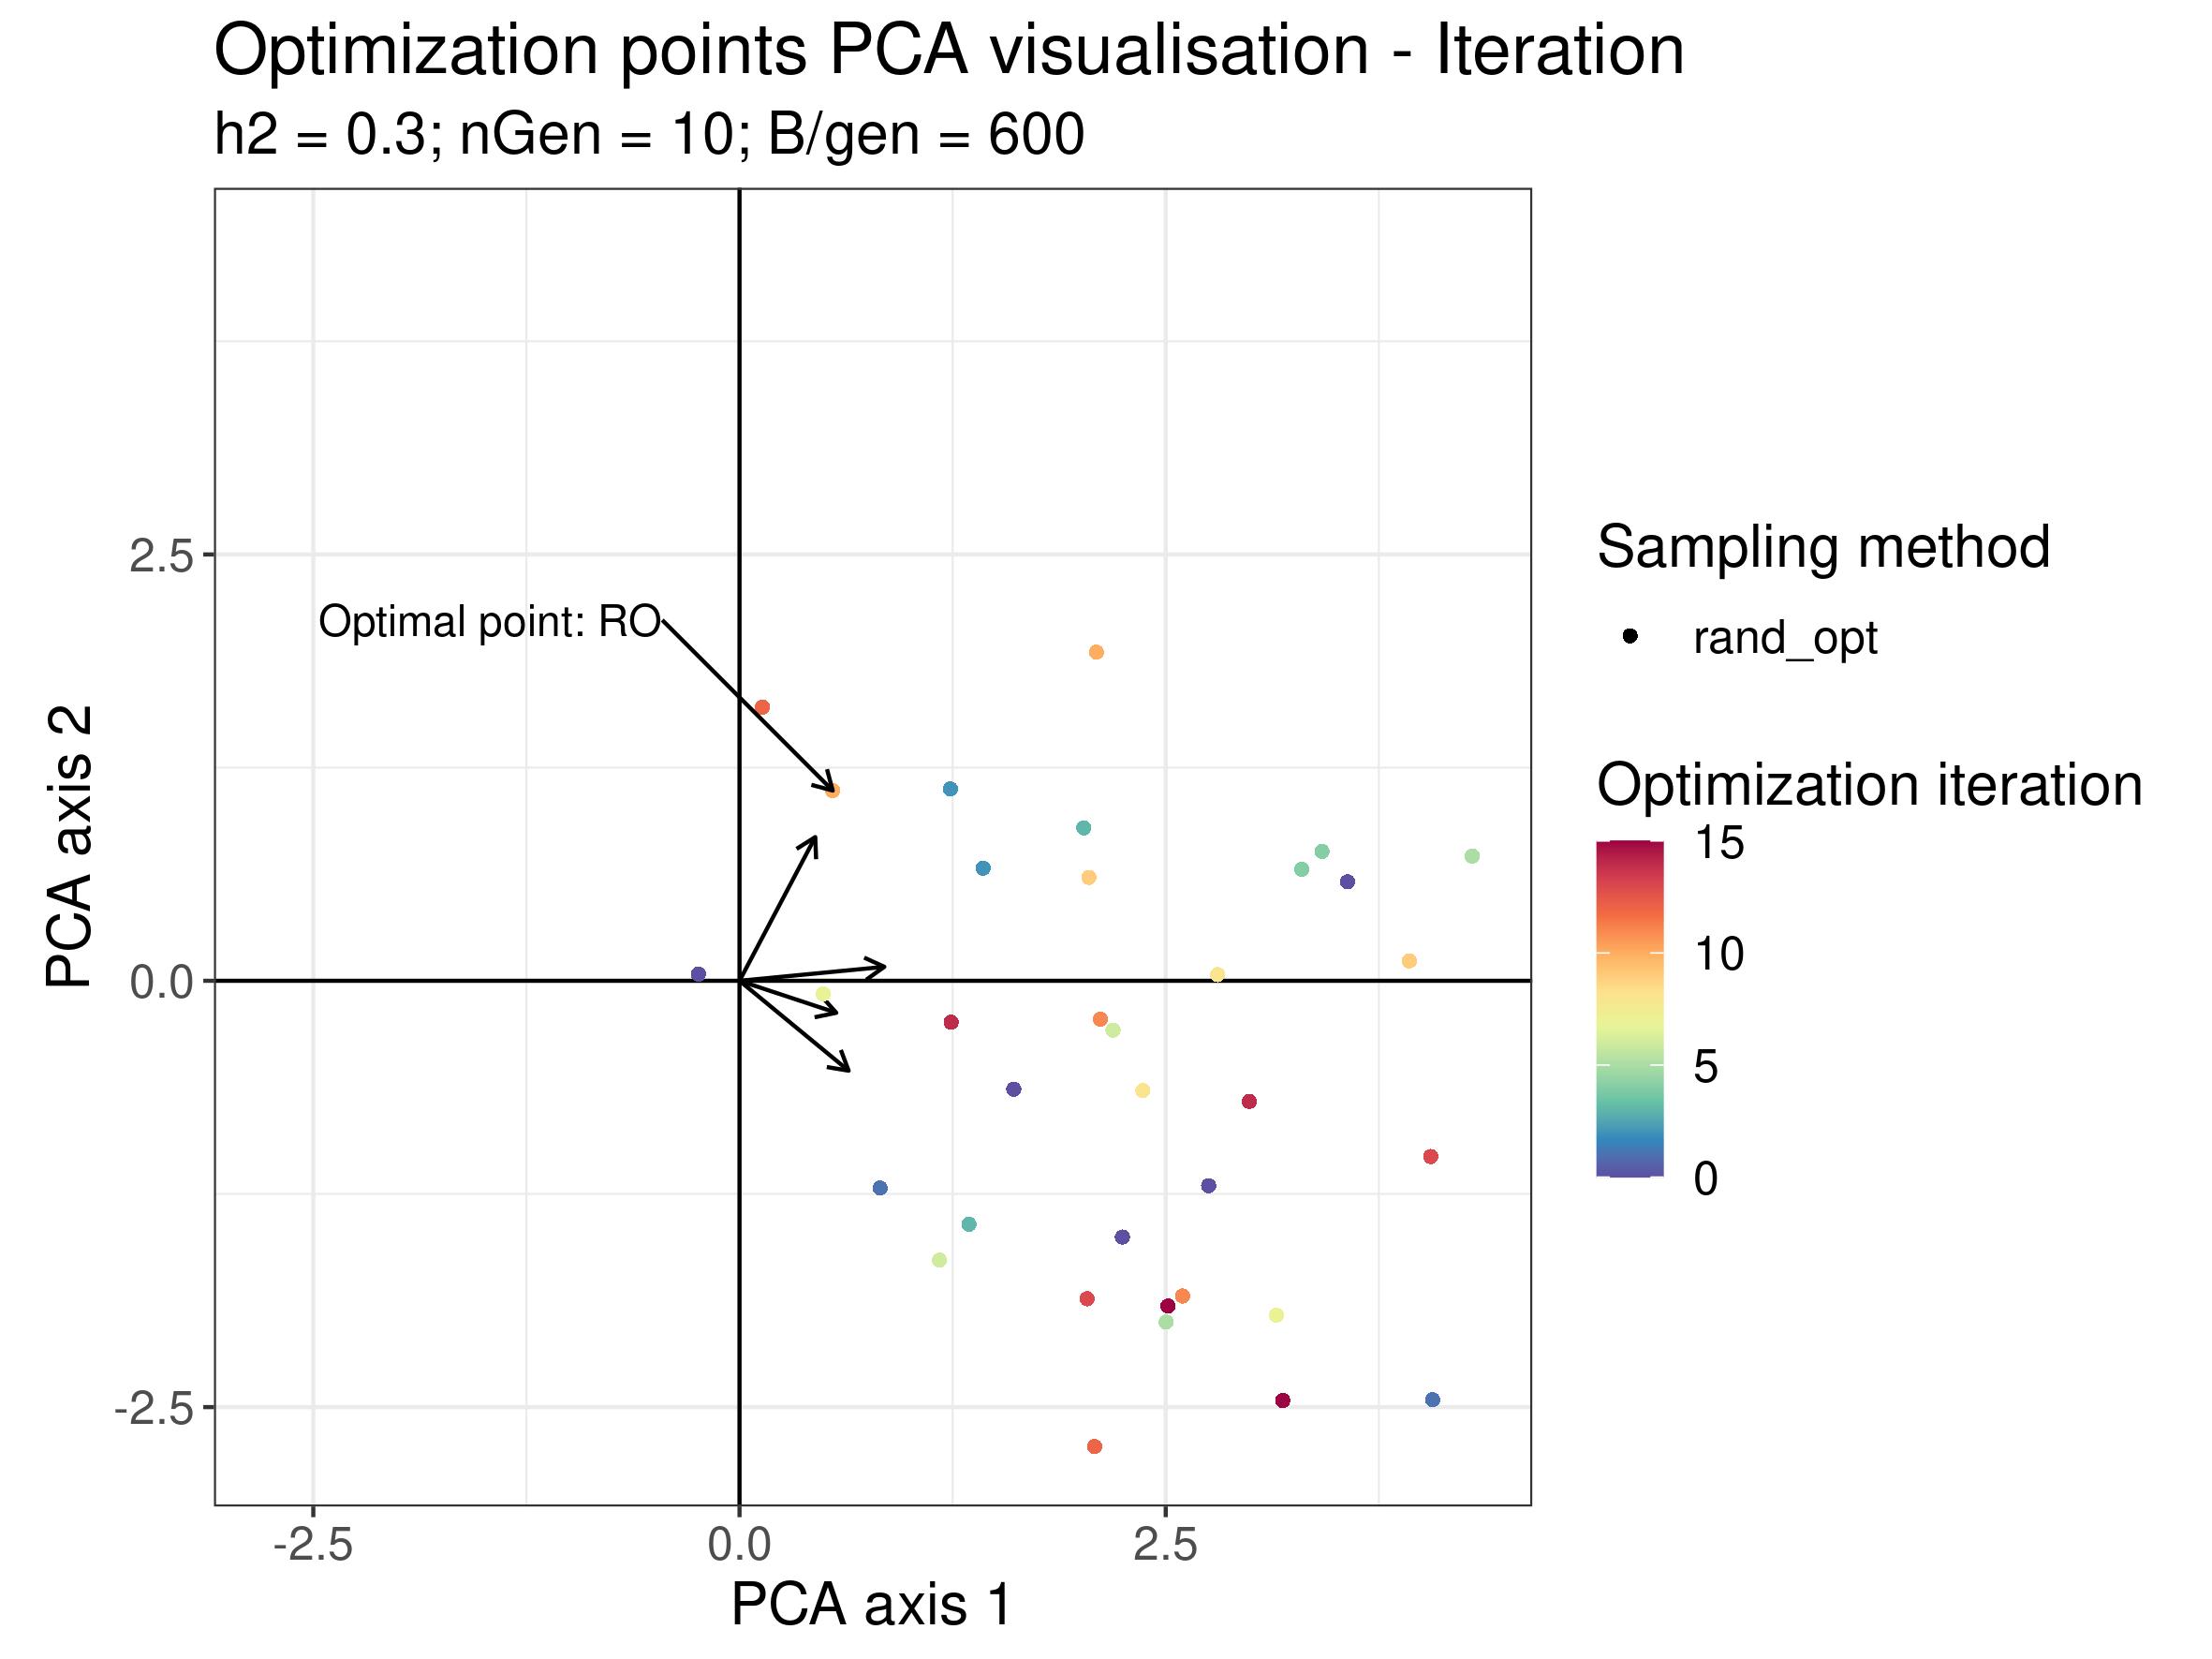 Optimization points PCA visualisation - Iteration
h2 = 0.3; nGen = 10; B/gen = 600
PCA axis 2
2.5
0.0
-2.5
Optimal point: RO
-2.5
0.0
2.5
PCA axis 1
Sampling method
rand_opt
Optimization iteration
15
10
5
0